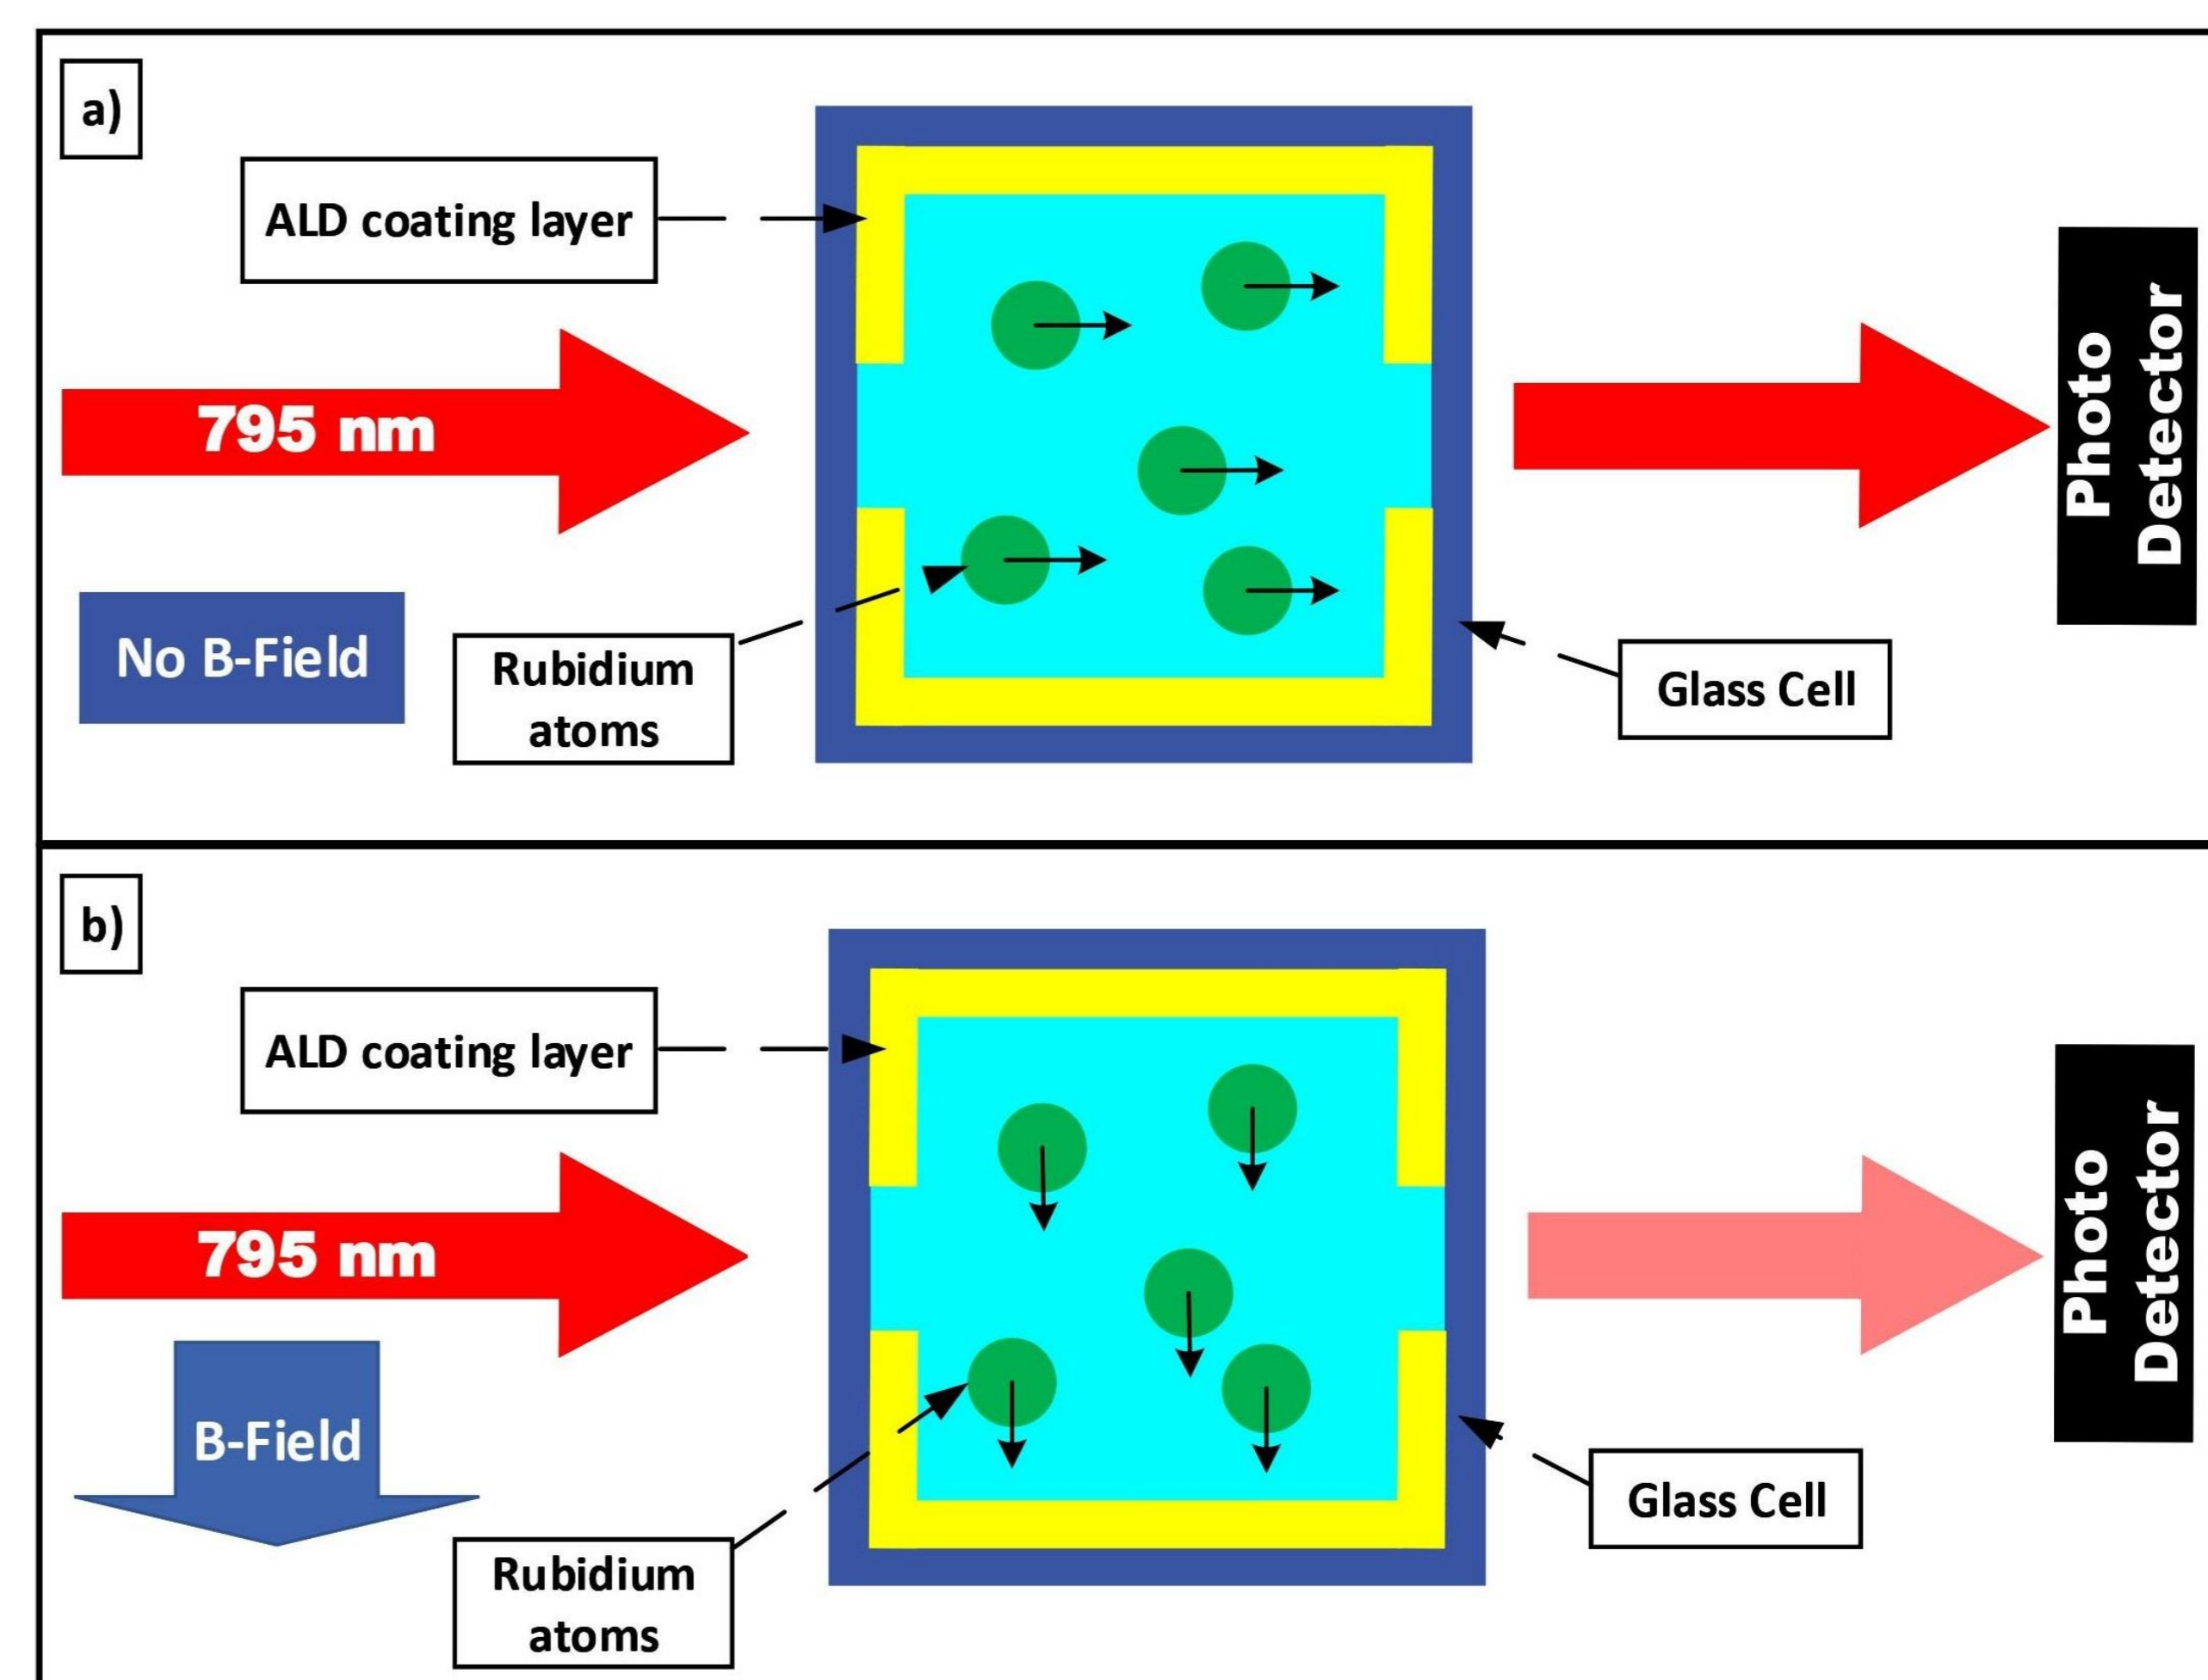 a)
ALD coating layer
795 nm
No B-Field
Rubidium
atoms
Glass Cell
Photo
Detector
b)
ALD coating layer
795 nm
B-Field
Rubidium
atoms
Glass Cell
Photo
Detector